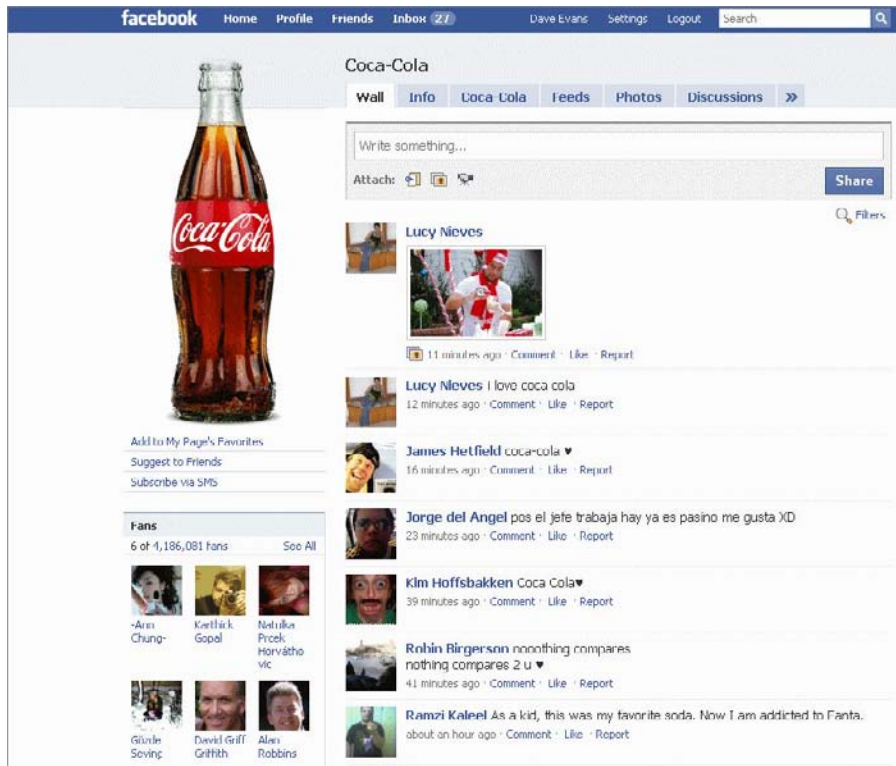 facebook Home Profile Friends Inbox 27 Dave Evans Settings Logout Search
Coca-Cola
Wall Info Coca-Cola Feeds Photos Discussions »
Write something...
Attach:
Share
Filters
Coca-Cola
Add to My Page's Favorites
Suggest to Friends
Subscribe via SMS
Fans
6 of 4,186,081 fans See All
-Ann Karthick Natulka
Chung- Gopal Prcek
Horvátho
vic
Gözde David Griff Alan
Sevinç Griffith Robbins
Lucy Nieves
11 minutes ago · Comment · Like · Report
Lucy Nieves I love coca cola
12 minutes ago · Comment · Like · Report
James Hetfield coca-cola ♥
16 minutes ago · Comment · Like · Report
Jorge del Angel pos el jefe trabaja hay ya es pasino me gusta XD
23 minutes ago · Comment · Like · Report
Kim Hoffsbakken Coca Cola♥
39 minutes ago · Comment · Like · Report
Robin Birgerson nooothing compares
nothing compares 2 u ♥
41 minutes ago · Comment · Like · Report
Ramzi Kaleel As a kid, this was my favorite soda. Now I am addicted to Fanta.
about an hour ago · Comment · Like · Report